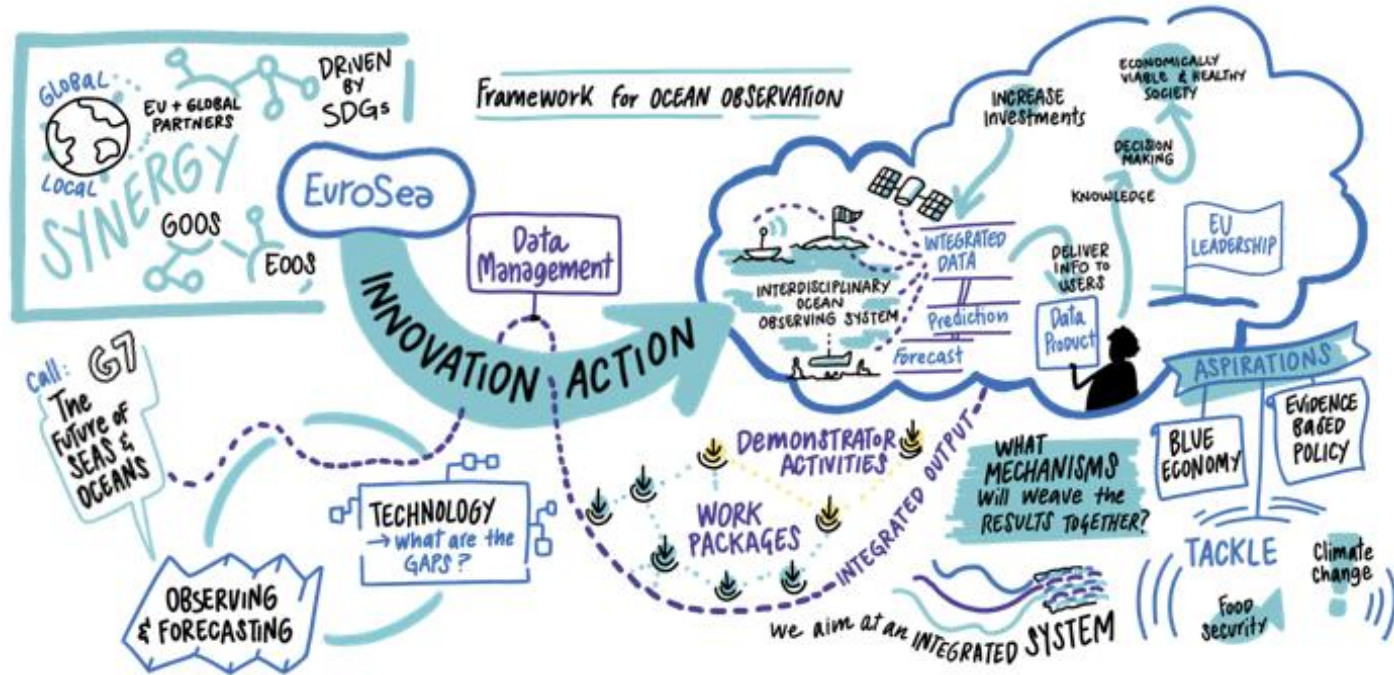 GLOBAL
LOCAL
EU + GLOBAL
PARTNERS
DRIVEN
BY
SDGs
SYNERGY
GOOS
EOOS
EuroSea
Framework for OCEAN OBSERVATION
Data
Management
INNOVATION ACTION
Call: G7
The
Future of
SEAS &
OCEANS
OBSERVING
& FORECASTING
TECHNOLOGY
→ what are the
GAPS?
DEMONSTRATOR
ACTIVITIES
WORK
PACKAGES
INTEGRATED OUTPUT
INTERDISCIPLINARY
OCEAN
OBSERVING SYSTEM
INCREASE
Investments
INTEGRATED
DATA
Prediction
Forecast
DELIVER
INFO TO
USERS
Data
Product
KNOWLEDGE
DECISION
MAKING
ECONOMICALLY
VIABLE & HEALTHY
SOCIETY
EU
LEADERSHIP
ASPIRATIONS
BLUE
ECONOMY
EVIDENCE
BASED
POLICY
WHAT
MECHANISMS
Will weave the
RESULTS TOGETHER?
We aim at an INTEGRATED SYSTEM
TACKLE
Food
Security
Climate
Change